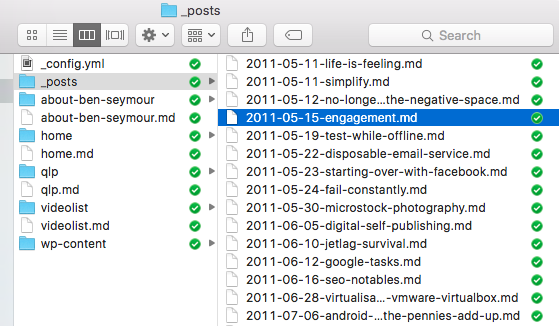 _posts
Search
_config.yml
_posts
about-ben-seymour
about-ben-seymour.md
home
home.md
qlp
qlp.md
videolist
videolist.md
wp-content
2011-05-11-life-is-feeling.md
2011-05-11-simplify.md
2011-05-12-no-longe...the-negative-space.md
2011-05-15-engagement.md
2011-05-19-test-while-offline.md
2011-05-22-disposable-email-service.md
2011-05-23-starting-over-with-facebook.md
2011-05-24-fail-constantly.md
2011-05-30-microstock-photography.md
2011-06-05-digital-self-publishing.md
2011-06-10-jetlag-survival.md
2011-06-12-google-tasks.md
2011-06-16-seo-notables.md
2011-06-28-virtualisa...-vmware-virtualbox.md
2011-07-06-android-...the-pennies-add-up.md